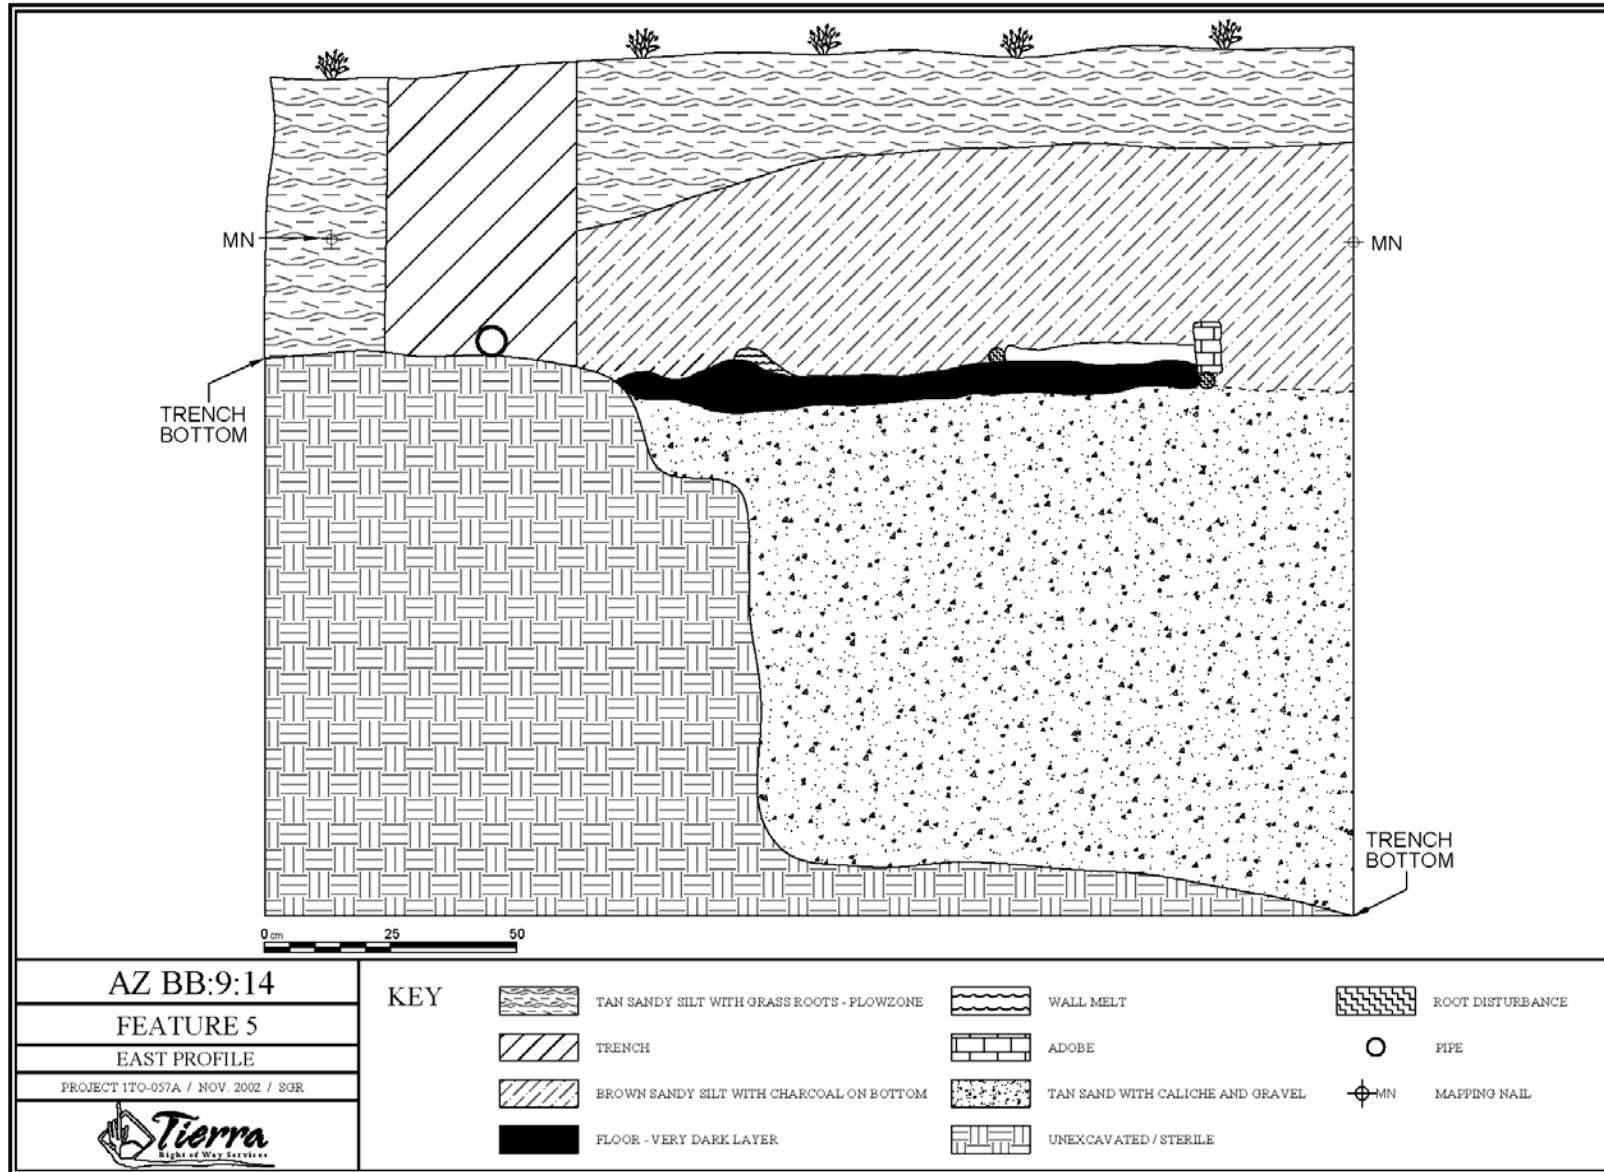 MN
MN
TRENCH
BOTTOM
TRENCH
BOTTOM
0 cm 25 50
AZ BB:9:14
FEATURE 5
EAST PROFILE
PROJECT 1TO-057A / NOV. 2002 / SGR
Tierra
Right of Way Services
KEY
TAN SANDY SILT WITH GRASS ROOTS - PLOWZONE
TRENCH
BROWN SANDY SILT WITH CHARCOAL ON BOTTOM
FLOOR - VERY DARK LAYER
WALL MELT
ADOBE
TAN SAND WITH CALICHE AND GRAVEL
UNEXCAVATED / STERILE
ROOT DISTURBANCE
PIPE
MN MAPPING NAIL